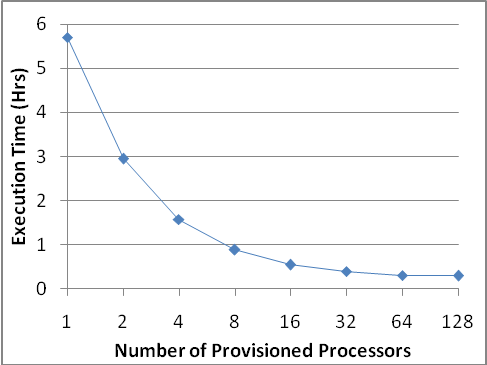 Execution Time (Hrs)
6
5
4
3
2
1
0
1 2 4 8 16 32 64 128
Number of Provisioned Processors